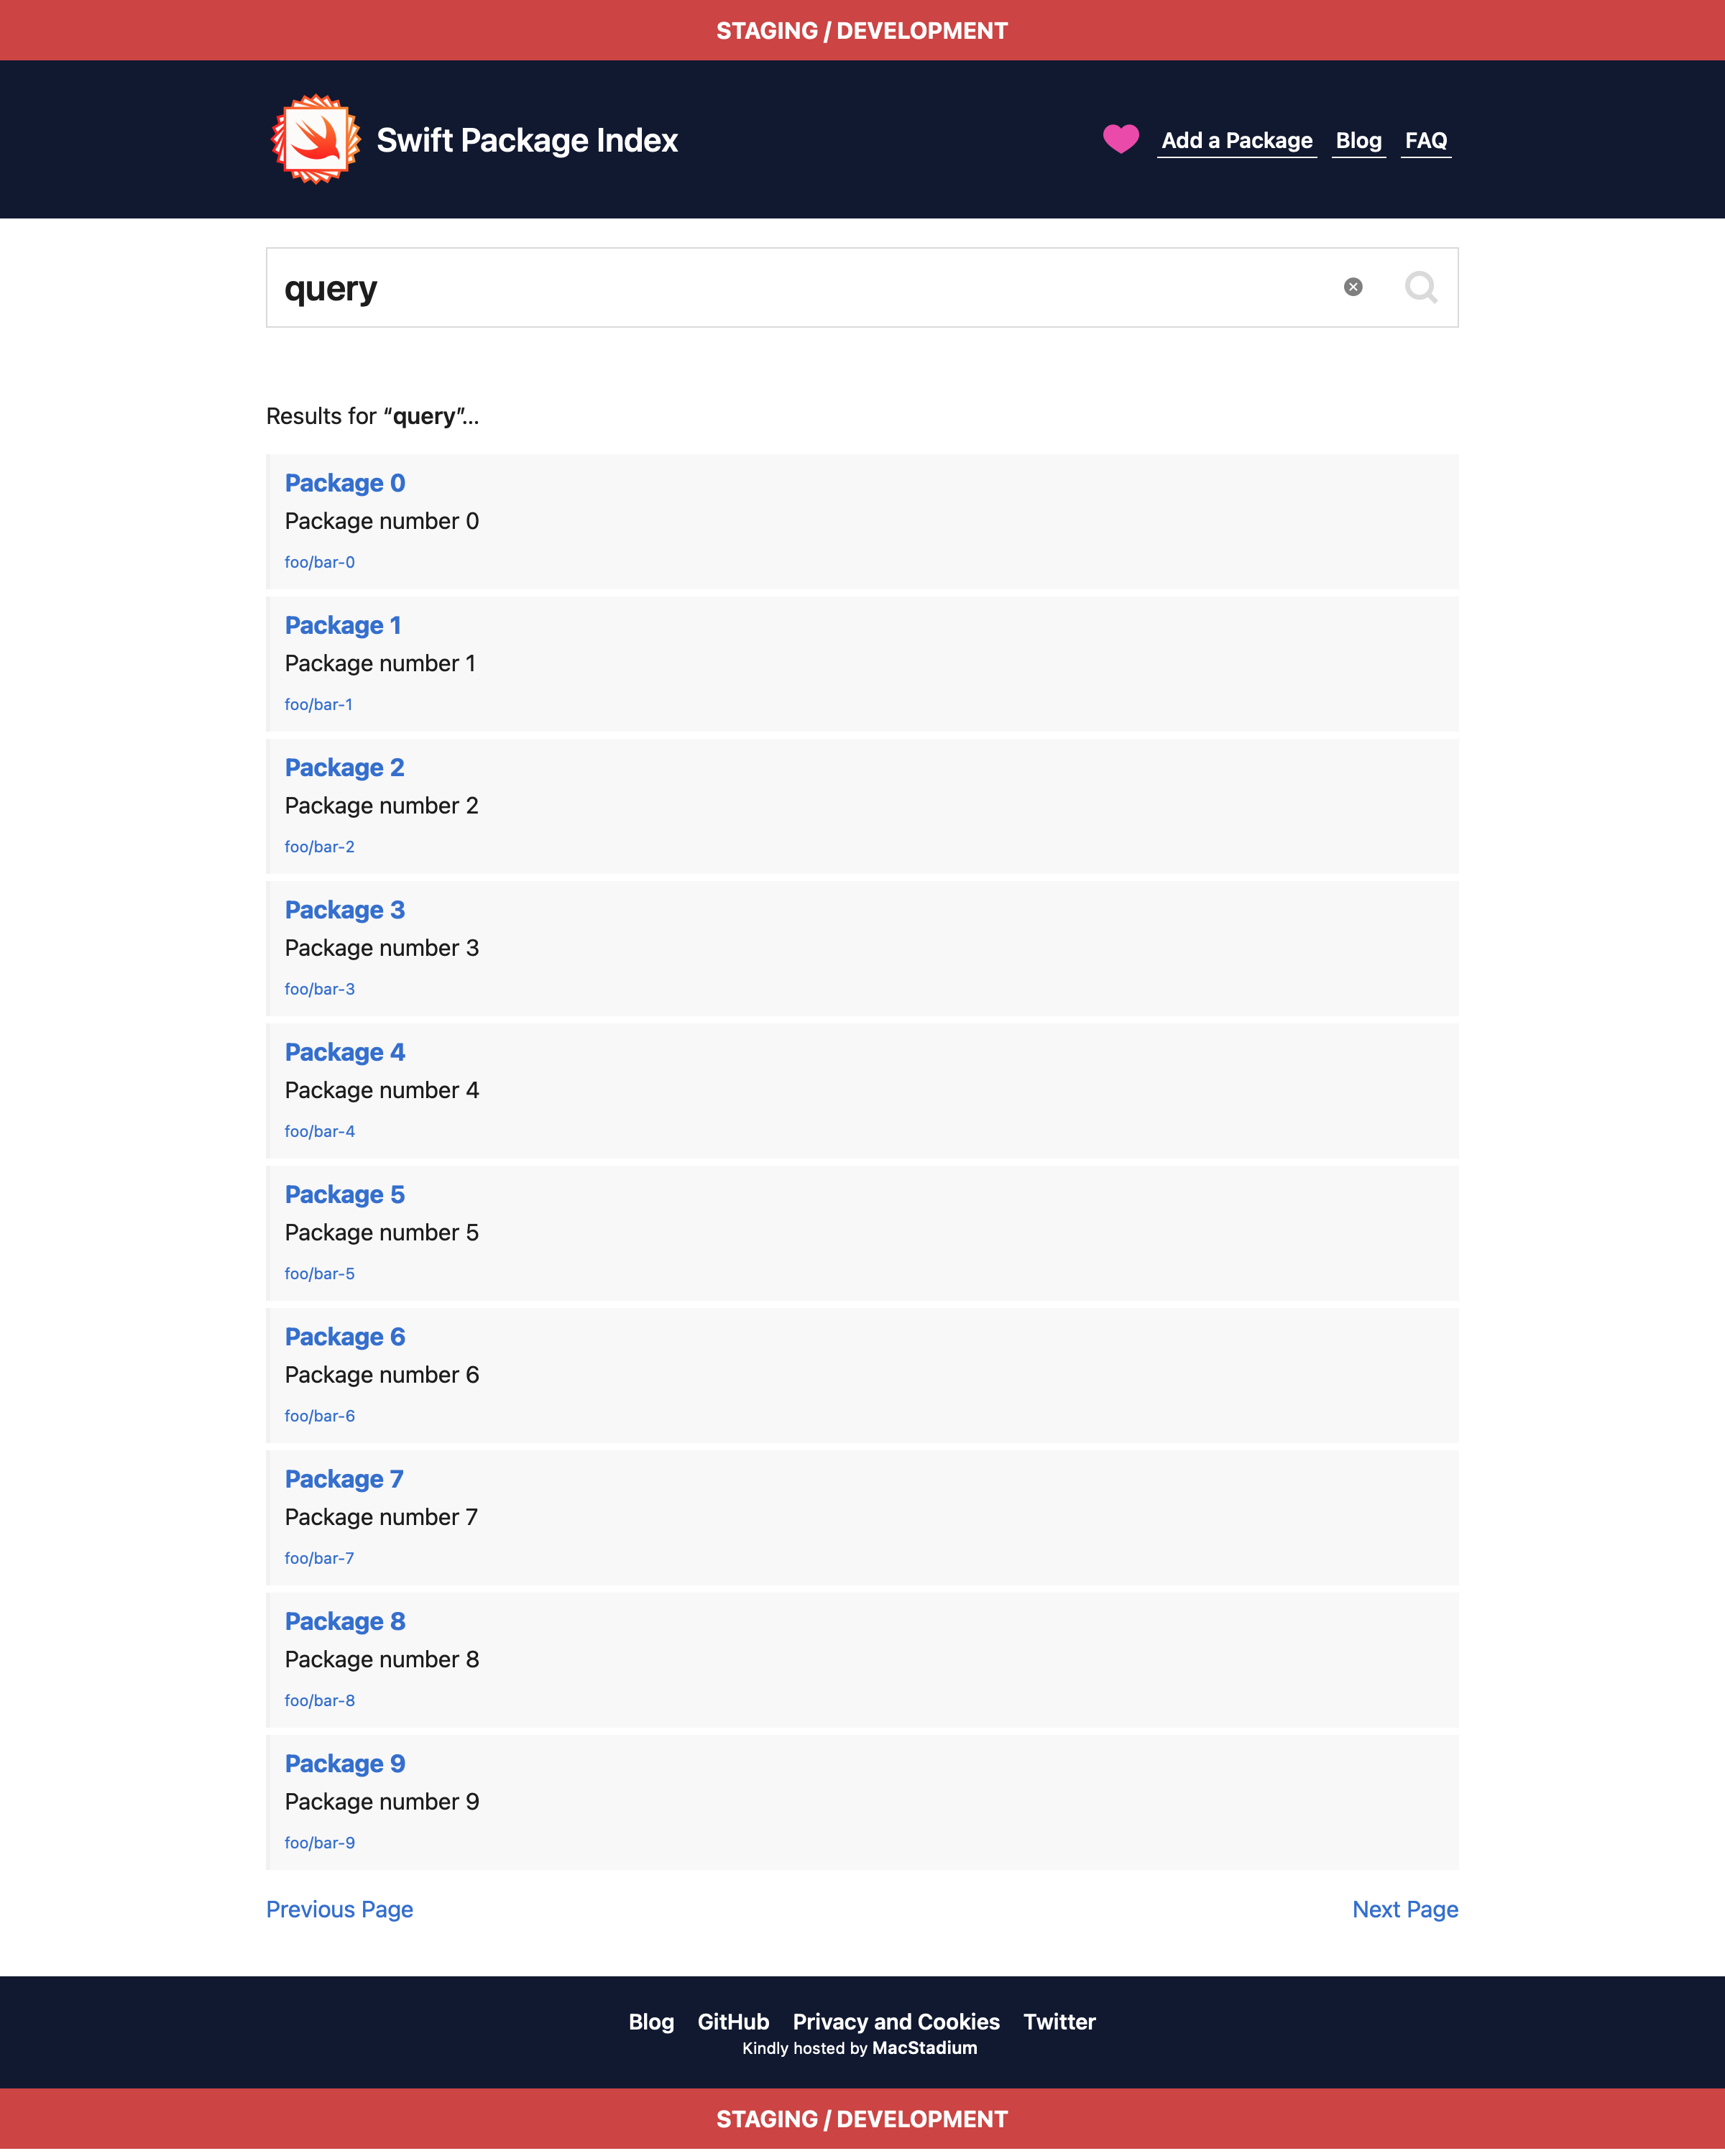 STAGING / DEVELOPMENT
Swift Package Index
Add a Package Blog FAQ
query
Results for “query”...
Package 0
Package number 0
foo/bar-0
Package 1
Package number 1
foo/bar-1
Package 2
Package number 2
foo/bar-2
Package 3
Package number 3
foo/bar-3
Package 4
Package number 4
foo/bar-4
Package 5
Package number 5
foo/bar-5
Package 6
Package number 6
foo/bar-6
Package 7
Package number 7
foo/bar-7
Package 8
Package number 8
foo/bar-8
Package 9
Package number 9
foo/bar-9
Previous Page Next Page
Blog GitHub Privacy and Cookies Twitter
Kindly hosted by MacStadium
STAGING / DEVELOPMENT